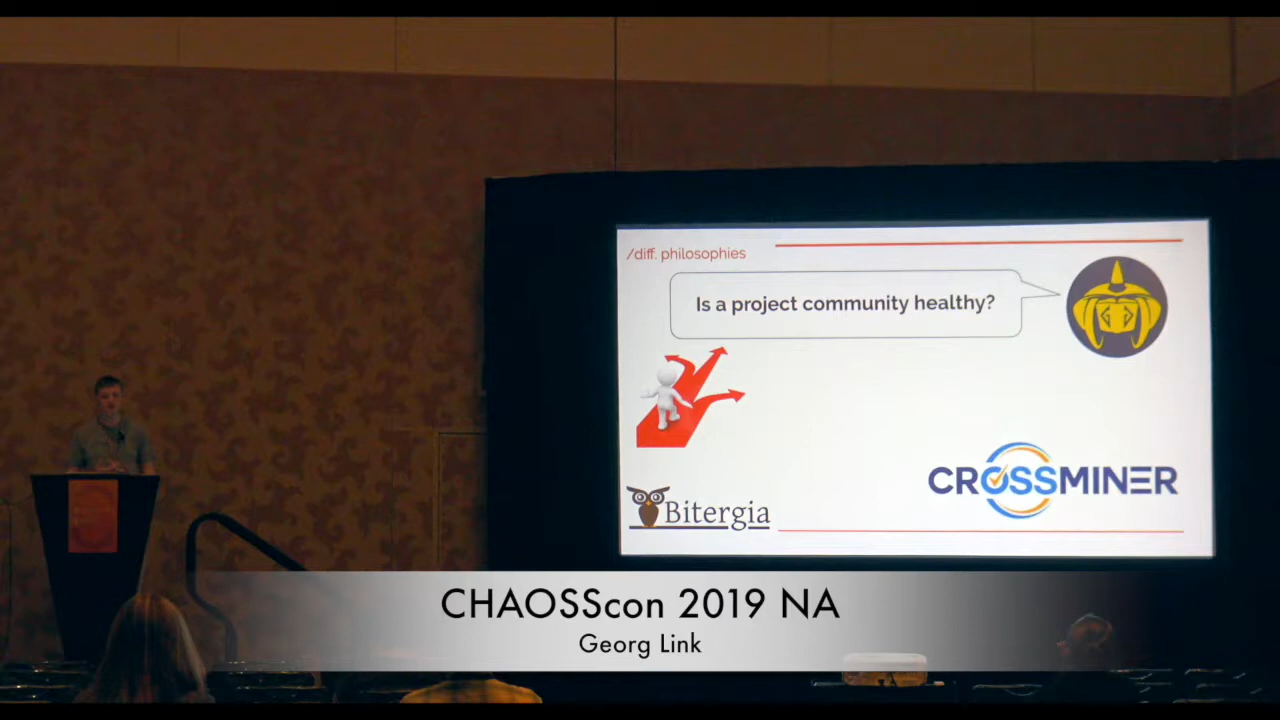 /diff. philosophies
Is a project community healthy?
CROSSMINER
Bitergia
CHAOSScon 2019 NA
Georg Link